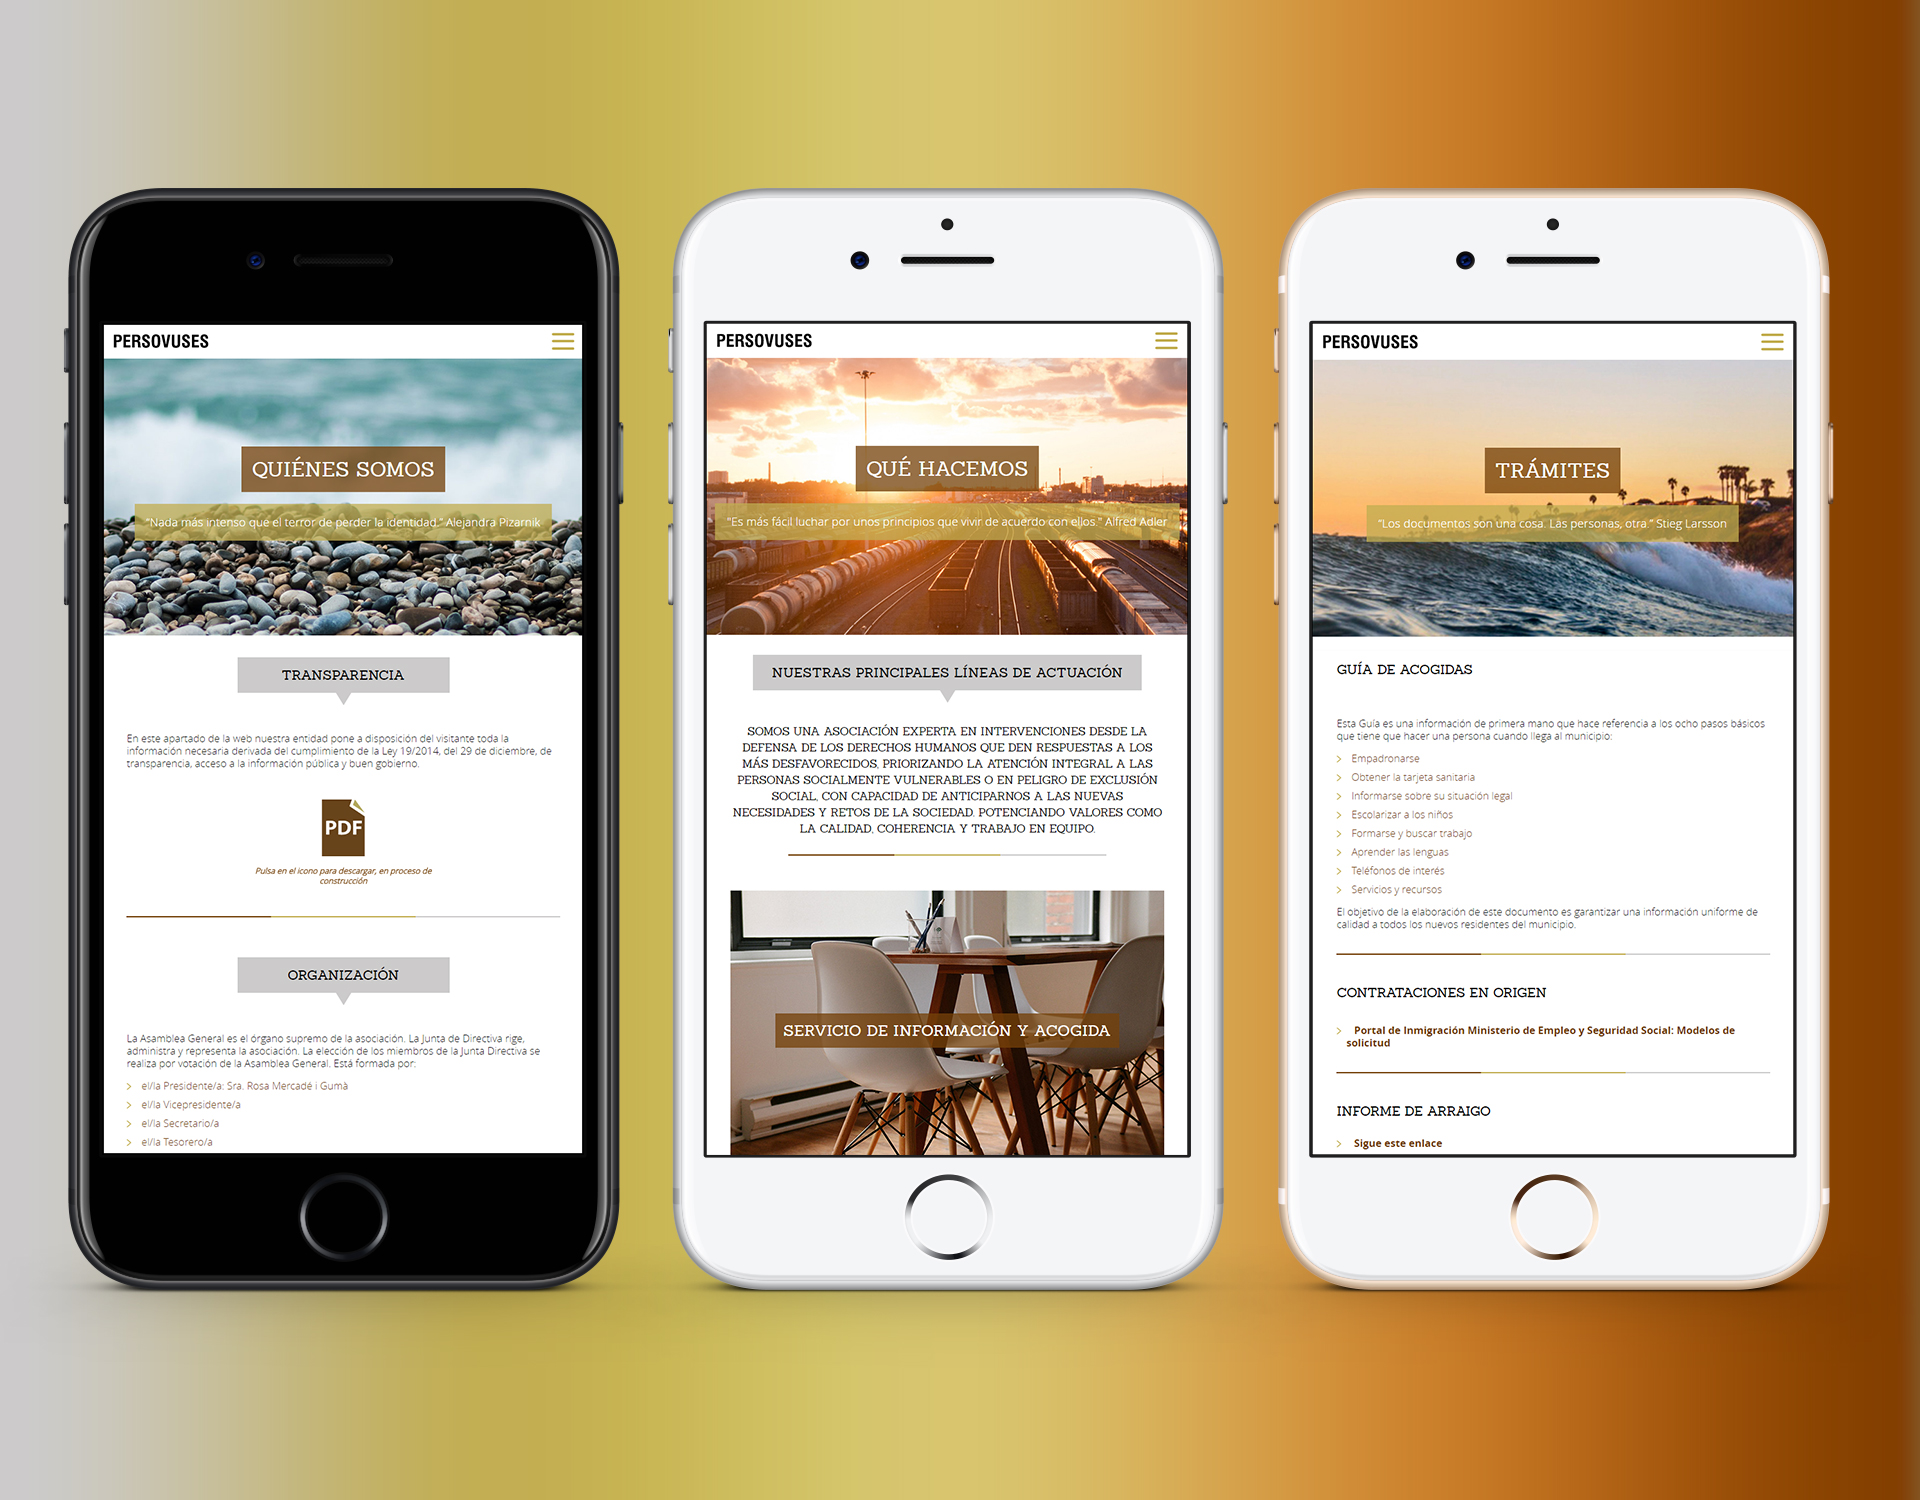 PERSOVUSES
QUIÉNES SOMOS
"Nada más intenso que el terror de perder la identidad." Alejandra Pizarnik
TRANSPARENCIA
En este apartado de la web nuestra entidad pone a disposición del visitante toda la
información necesaria derivada del cumplimiento de la Ley 19/2014, del 29 de diciembre, de
transparencia, acceso a la información pública y buen gobierno.
PDF
Pulsa en el icono para descargar, en proceso de
construcción
ORGANIZACIÓN
La Asamblea General es el órgano supremo de la asociación. La Junta de Directiva rige,
administra y representa la asociación. La elección de los miembros de la Junta Directiva se
realiza por votación de la Asamblea General. Está formada por:
el/la Presidente/a: Sra. Rosa Mercadé i Gumà
el/la Vicepresidente/a
el/la Secretario/a
el/la Tesorero/a
PERSOVUSES
QUÉ HACEMOS
"Es más fácil luchar por unos principios que vivir de acuerdo con ellos." Alfred Adler
NUESTRAS PRINCIPALES LÍNEAS DE ACTUACIÓN
SOMOS UNA ASOCIACIÓN EXPERTA EN INTERVENCIONES DESDE LA
DEFENSA DE LOS DERECHOS HUMANOS QUE DEN RESPUESTAS A LOS
MÁS DESFAVORECIDOS, PRIORIZANDO LA ATENCIÓN INTEGRAL A LAS
PERSONAS SOCIALMENTE VULNERABLES O EN PELIGRO DE EXCLUSIÓN
SOCIAL, CON CAPACIDAD DE ANTICIPARNOS A LAS NUEVAS
NECESIDADES Y RETOS DE LA SOCIEDAD. POTENCIANDO VALORES COMO
LA CALIDAD, COHERENCIA Y TRABAJO EN EQUIPO.
SERVICIO DE INFORMACIÓN Y ACOGIDA
PERSOVUSES
TRÁMITES
"Los documentos son una cosa. Las personas, otra." Stieg Larsson
GUÍA DE ACOGIDAS
Esta Guía es una información de primera mano que hace referencia a los ocho pasos básicos
que tiene que hacer una persona cuando llega al municipio:
Empadronarse
Obtener la tarjeta sanitaria
Informarse sobre su situación legal
Escolarizar a los niños
Formarse y buscar trabajo
Aprender las lenguas
Teléfonos de interés
Servicios y recursos
El objetivo de la elaboración de este documento es garantizar una información uniforme de
calidad a todos los nuevos residentes del municipio.
CONTRATACIONES EN ORIGEN
Portal de Inmigración Ministerio de Empleo y Seguridad Social: Modelos de
solicitud
INFORME DE ARRAIGO
Sigue este enlace